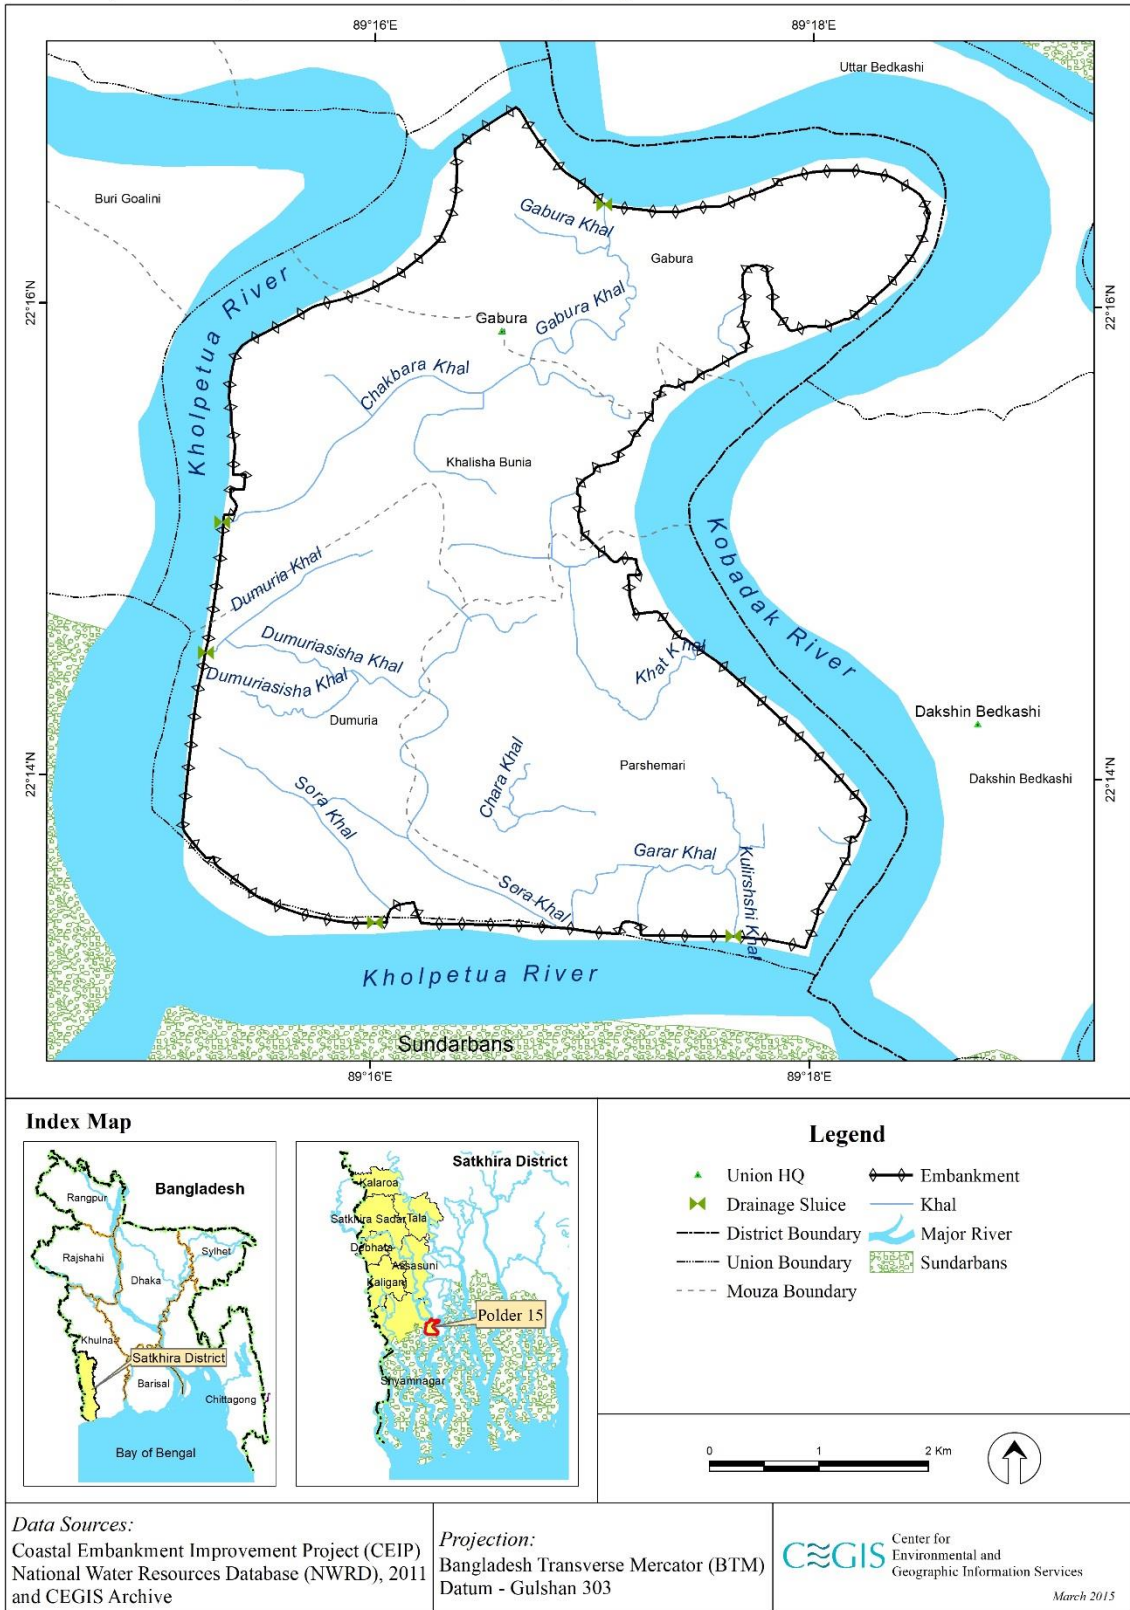 89°16'E
89°18'E
Uttar Bedkashi
Buri Goalini
Gabura Khal
Gabura
22°16'N
22°16'N
Kholpetua River
Gabura Khal
Gabura
Chakbara Khal
Khalisha Bunia
Kobadak River
Dumuria Khal
Dumuriasisha Khal
Khat Khal
Dumuriasisha Khal
Dumuria
Dakshin Bedkashi
Parshemari
Dakshin Bedkashi
22°14'N
22°14'N
Sora Khal
Chara Khal
Garar Khal
Kulirshshi Khal
Sora Khal
Kholpetua River
Sundarbans
89°16'E
89°18'E
Index Map
Bangladesh
Rangpur
Rajshahi
Sylhet
Dhaka
Khulna
Satkhira District
Barisal
Chittagong
Bay of Bengal
Satkhira District
Kalaroa
Satkhira Sadar
Tala
Debhata
Assasuni
Kaliganj
Polder 15
Shyamnagar
Legend
Union HQ
Embankment
Drainage Sluice
Khal
District Boundary
Major River
Union Boundary
Sundarbans
Mouza Boundary
0 1 2 Km
Data Sources:
Coastal Embankment Improvement Project (CEIP)
National Water Resources Database (NWRD), 2011
and CEGIS Archive
Projection:
Bangladesh Transverse Mercator (BTM)
Datum - Gulshan 303
CEGIS
Center for
Environmental and
Geographic Information Services
March 2015